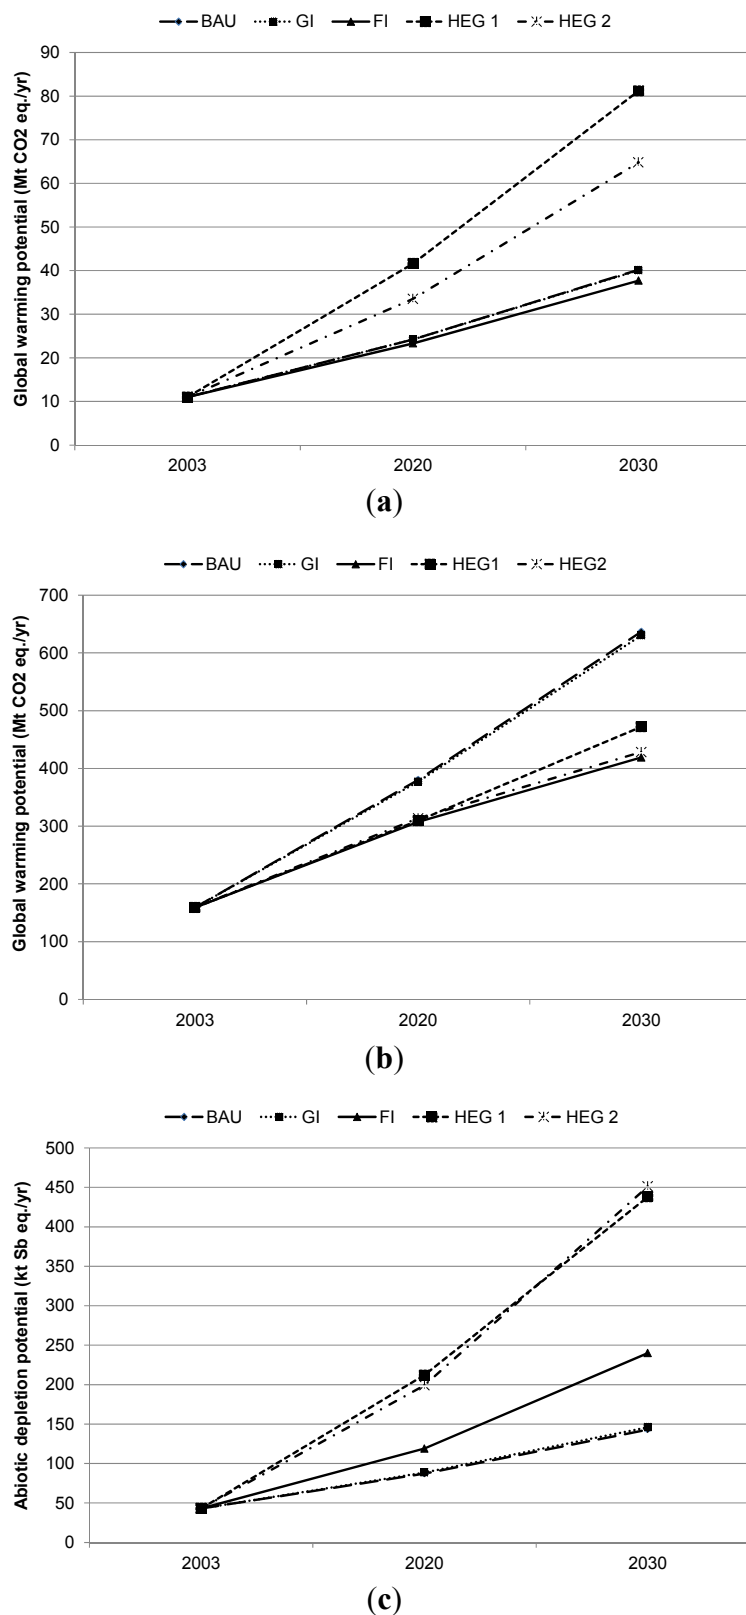 BAU GI FI HEG 1 HEG 2
Global warming potential (Mt CO2 eq./yr)
90
80
70
60
50
40
30
20
10
0
2003 2020 2030
(a)
BAU GI FI HEG1 HEG2
Global warming potential (Mt CO2 eq./yr)
700
600
500
400
300
200
100
0
2003 2020 2030
(b)
BAU GI FI HEG 1 HEG 2
Abiotic depletion potential (kt Sb eq./yr)
500
450
400
350
300
250
200
150
100
50
0
2003 2020 2030
(c)